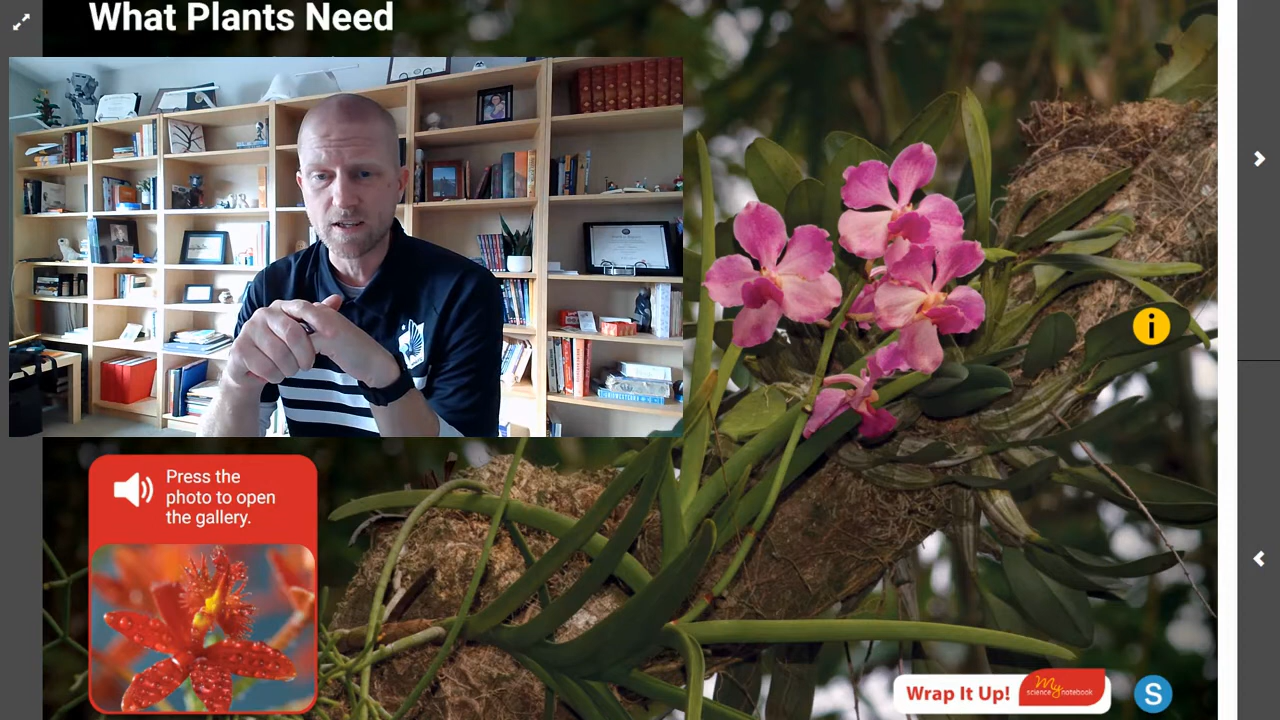 What Plants Need
Press the
photo to open
the gallery.
i
Wrap It Up!
My
science notebook
S